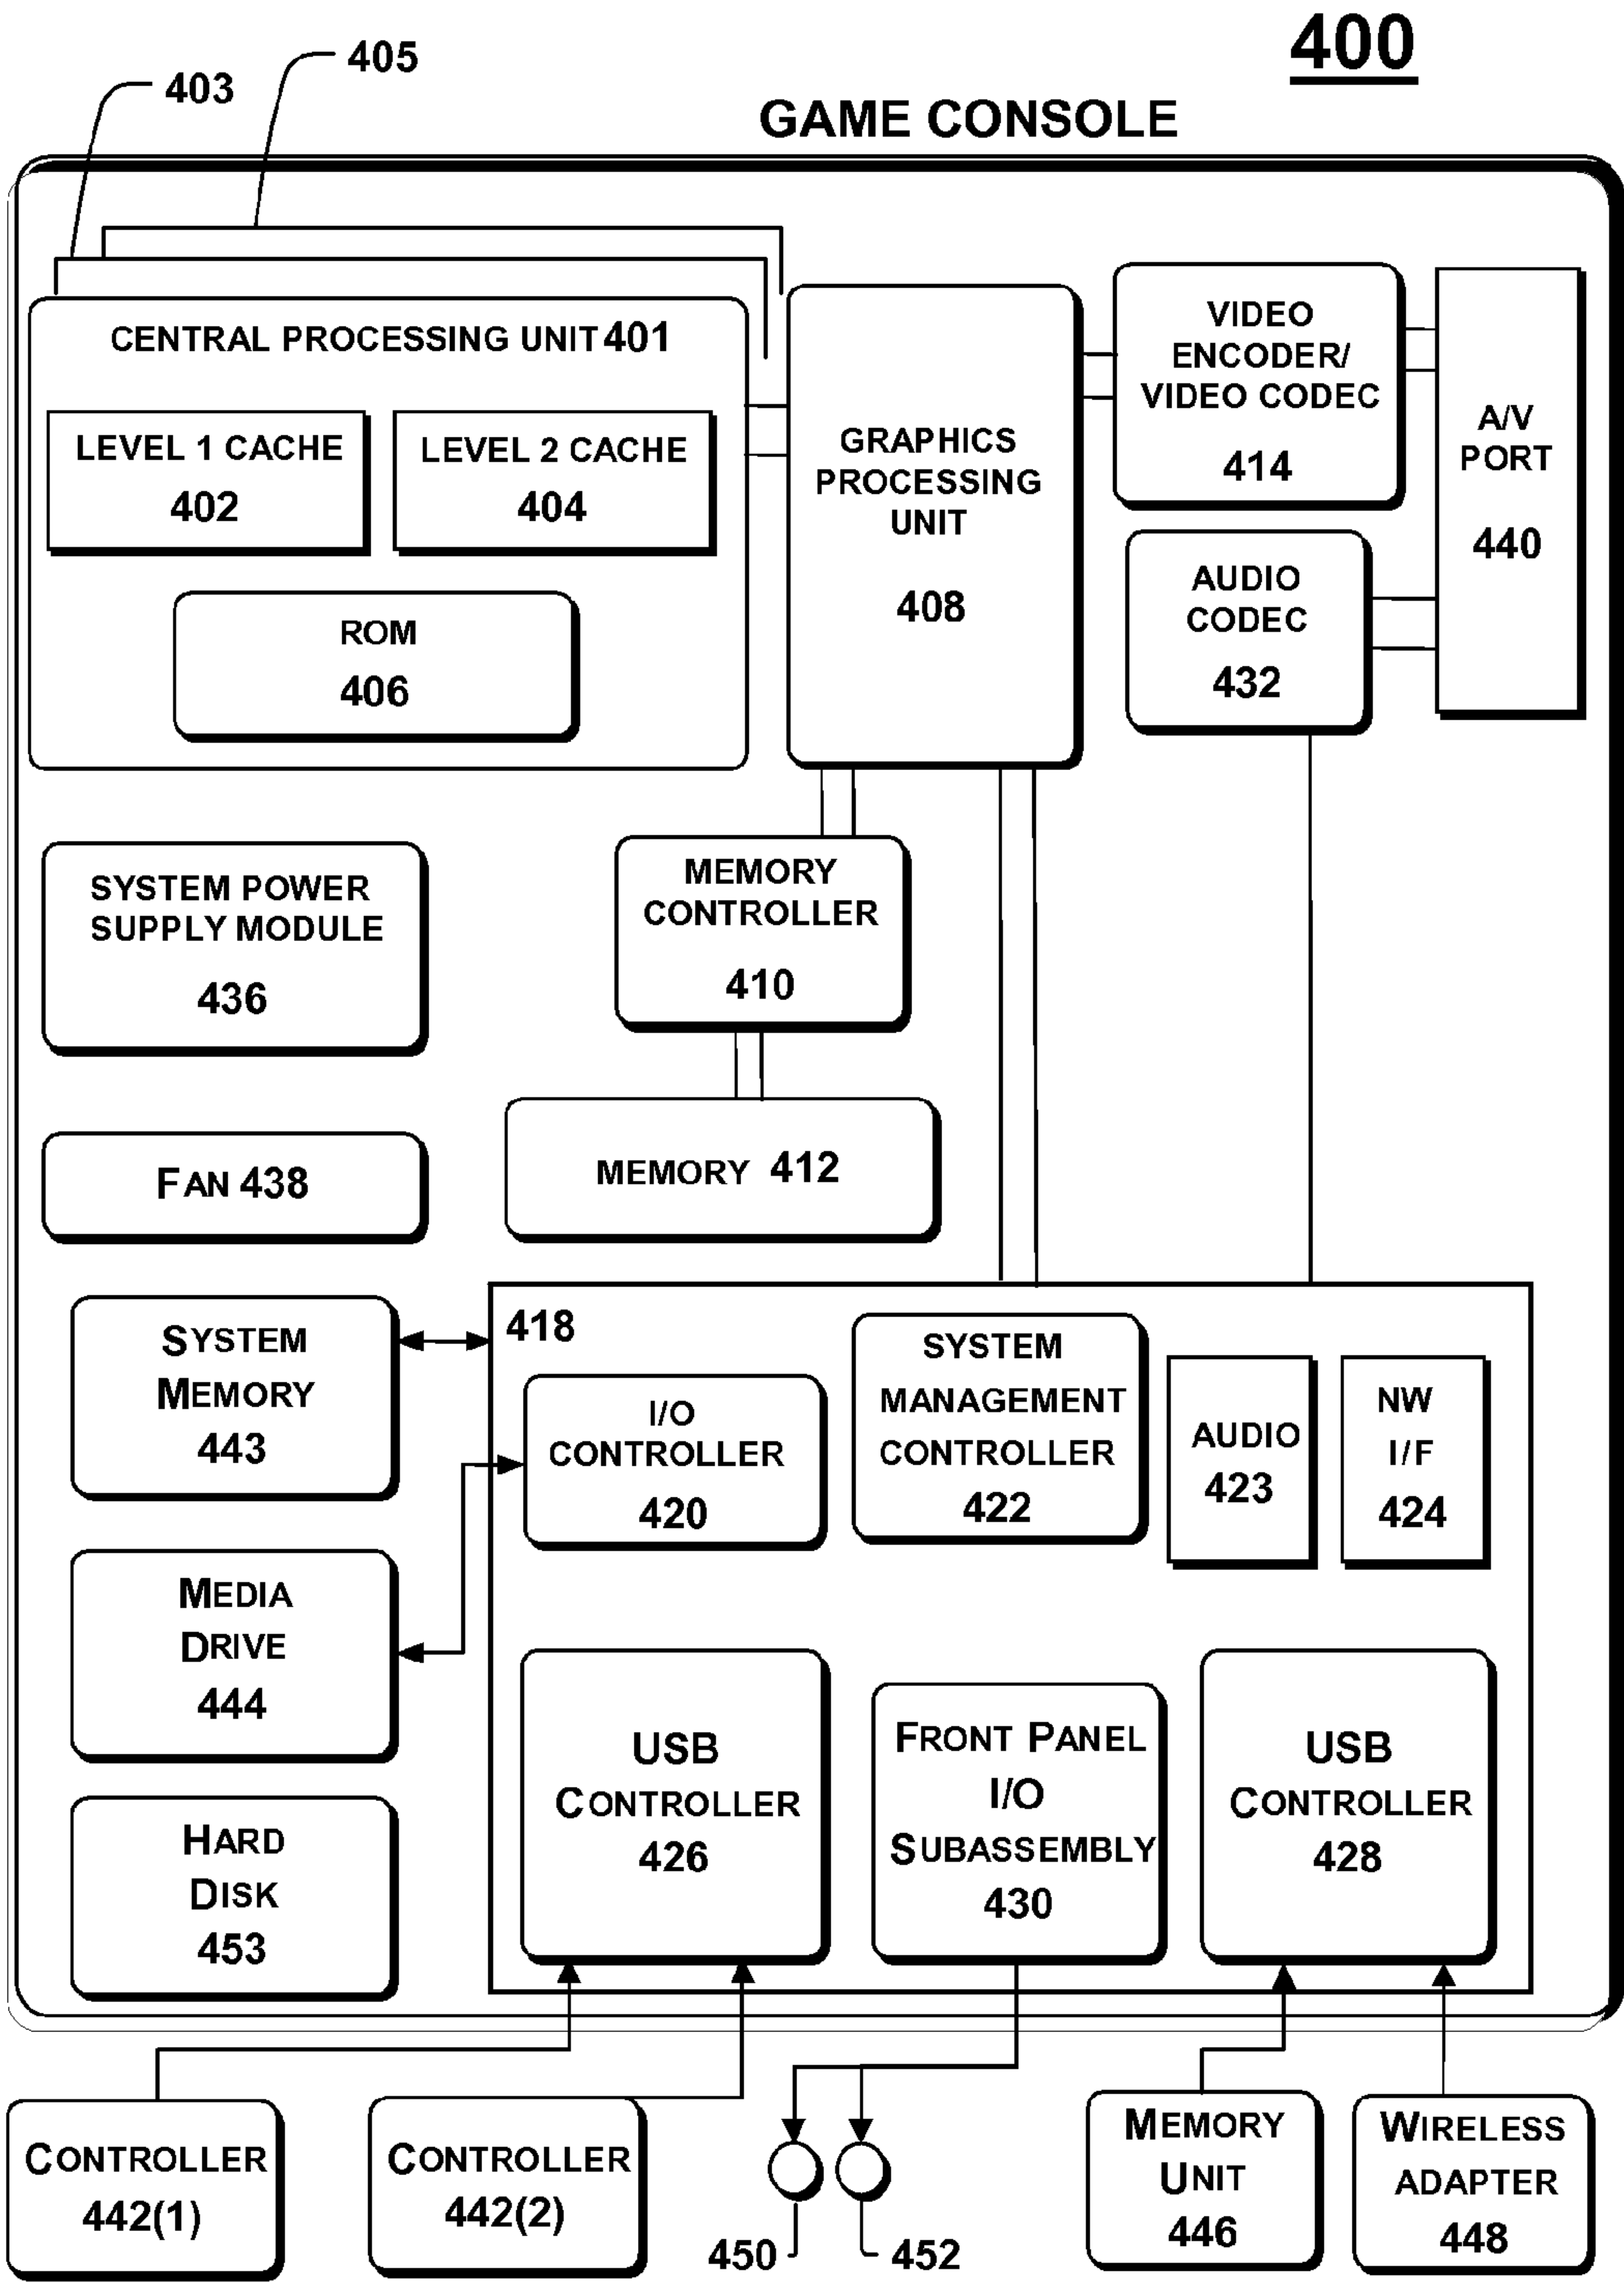 400
405
403
GAME CONSOLE
CENTRAL PROCESSING UNIT 401
LEVEL 1 CACHE
402
LEVEL 2 CACHE
404
ROM
406
GRAPHICS
PROCESSING
UNIT
408
VIDEO
ENCODER/
VIDEO CODEC
414
A/V
PORT
440
AUDIO
CODEC
432
SYSTEM POWER
SUPPLY MODULE
436
MEMORY
CONTROLLER
410
MEMORY 412
FAN 438
SYSTEM
MEMORY
443
418
I/O
CONTROLLER
420
SYSTEM
MANAGEMENT
CONTROLLER
422
AUDIO
423
NW
I/F
424
MEDIA
DRIVE
444
USB
CONTROLLER
426
FRONT PANEL
I/O
SUBASSEMBLY
430
USB
CONTROLLER
428
HARD
DISK
453
CONTROLLER
442(1)
CONTROLLER
442(2)
450
452
MEMORY
UNIT
446
WIRELESS
ADAPTER
448